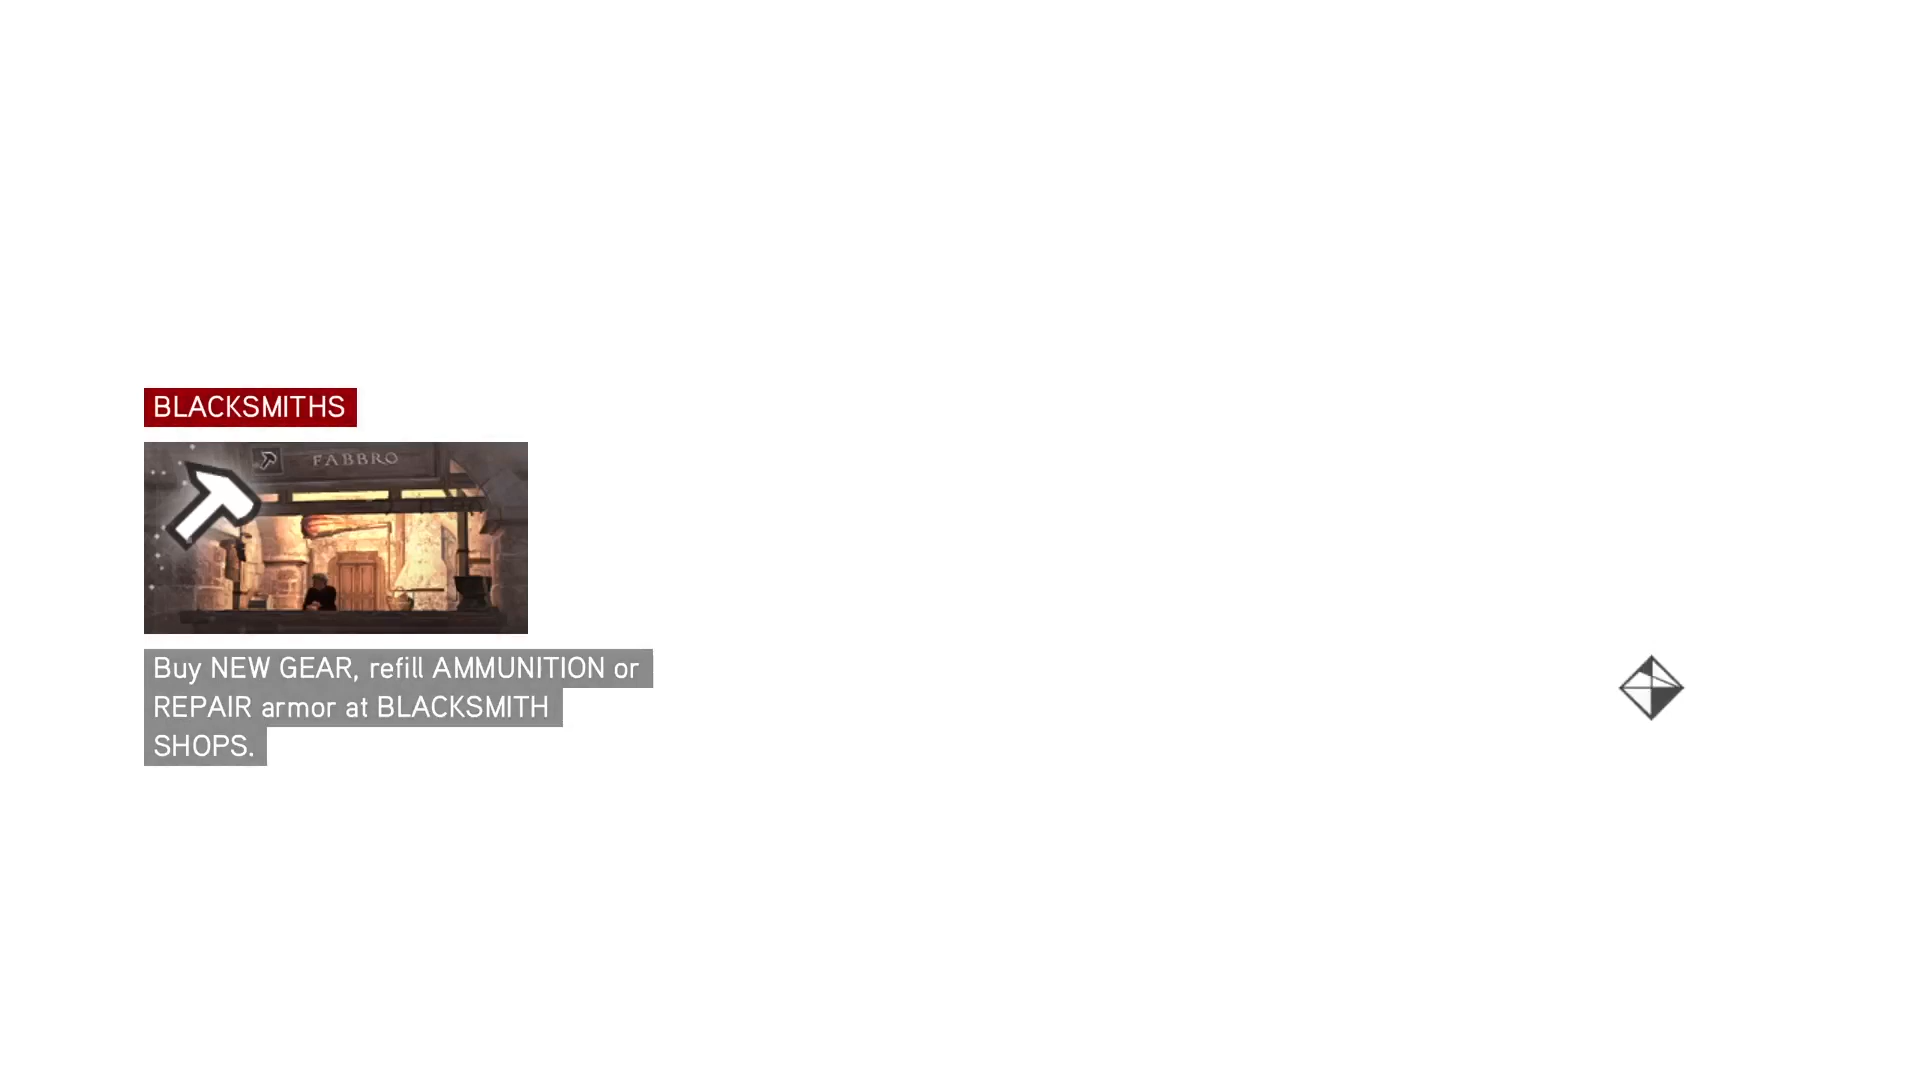 BLACKSMITHS
FABBRO
Buy NEW GEAR, refill AMMUNITION or
REPAIR armor at BLACKSMITH
SHOPS.